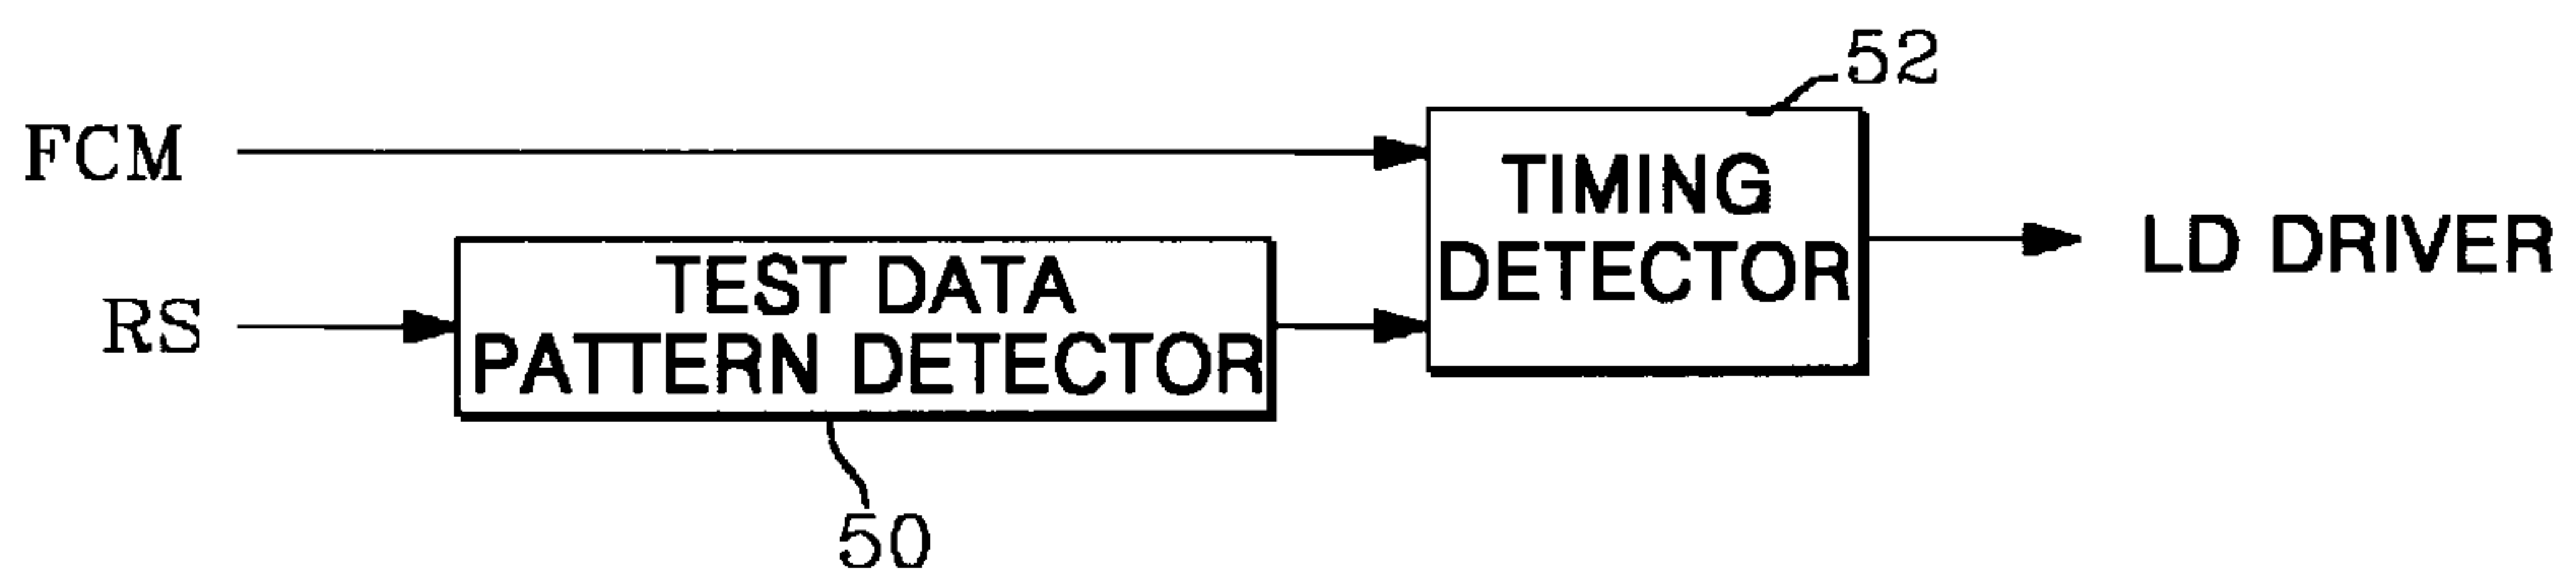 52
FCM
TIMING
DETECTOR
LD DRIVER
RS
TEST DATA
PATTERN DETECTOR
50